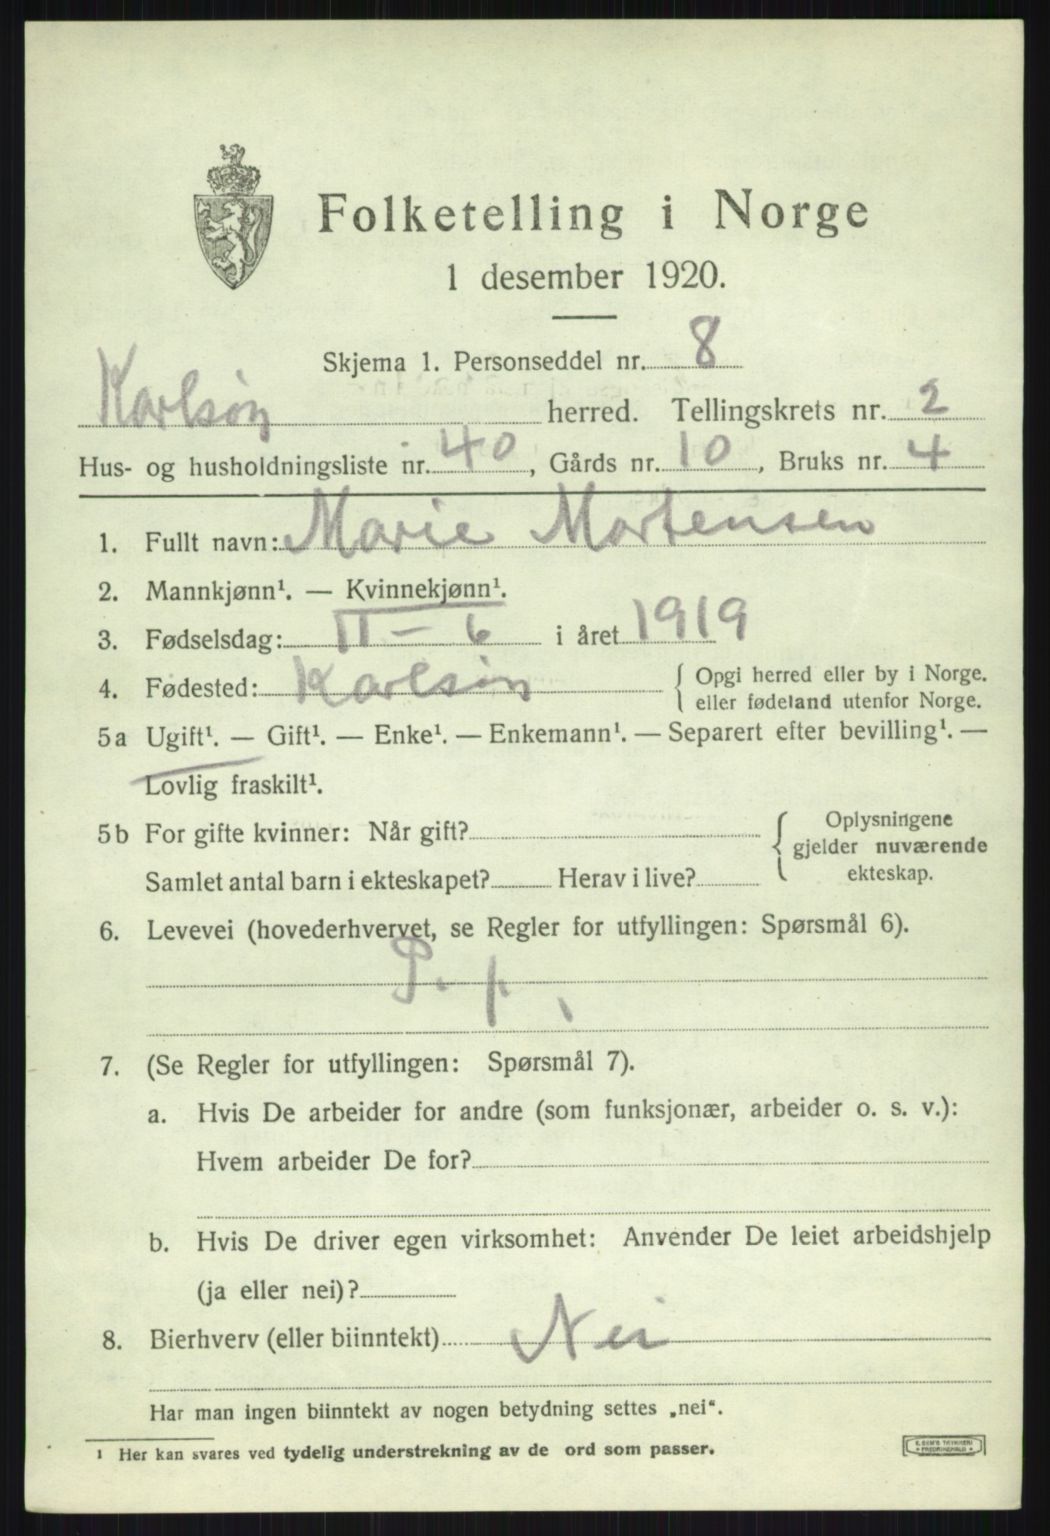 Folketelling i Norge
1 desember 1920.
Skjema 1. Personseddel nr. 8
Karlsøy herred. Tellingskrets nr. 2
Hus- og husholdningsliste nr. 40, Gårds nr. 10, Bruks nr. 4
1. Fullt navn: Marie Mortensen
2. Mannkjønn¹. — Kvinnekjønn¹.
3. Fødselsdag: 11 – 6 i året 1919
4. Fødested: Karlsøy { Opgi herred eller by i Norge.
eller fødeland utenfor Norge.
5a Ugift¹. — Gift¹. — Enke¹. — Enkemann¹. — Separert efter bevilling¹. —
Lovlig fraskilt¹.
5b For gifte kvinner: Når gift? { Oplysningene
gjelder nuværende
Samlet antal barn i ekteskapet? Herav i live? ekteskap.
6. Levevei (hovederhvervet, se Regler for utfyllingen: Spørsmål 6).
7. (Se Regler for utfyllingen: Spørsmål 7).
a. Hvis De arbeider for andre (som funksjonær, arbeider o. s. v.):
Hvem arbeider De for?
b. Hvis De driver egen virksomhet: Anvender De leiet arbeidshjelp
(ja eller nei)?
8. Bierhverv (eller biinntekt) Nei
Har man ingen biinntekt av nogen betydning settes „nei“.
¹ Her kan svares ved tydelig understrekning av de ord som passer.